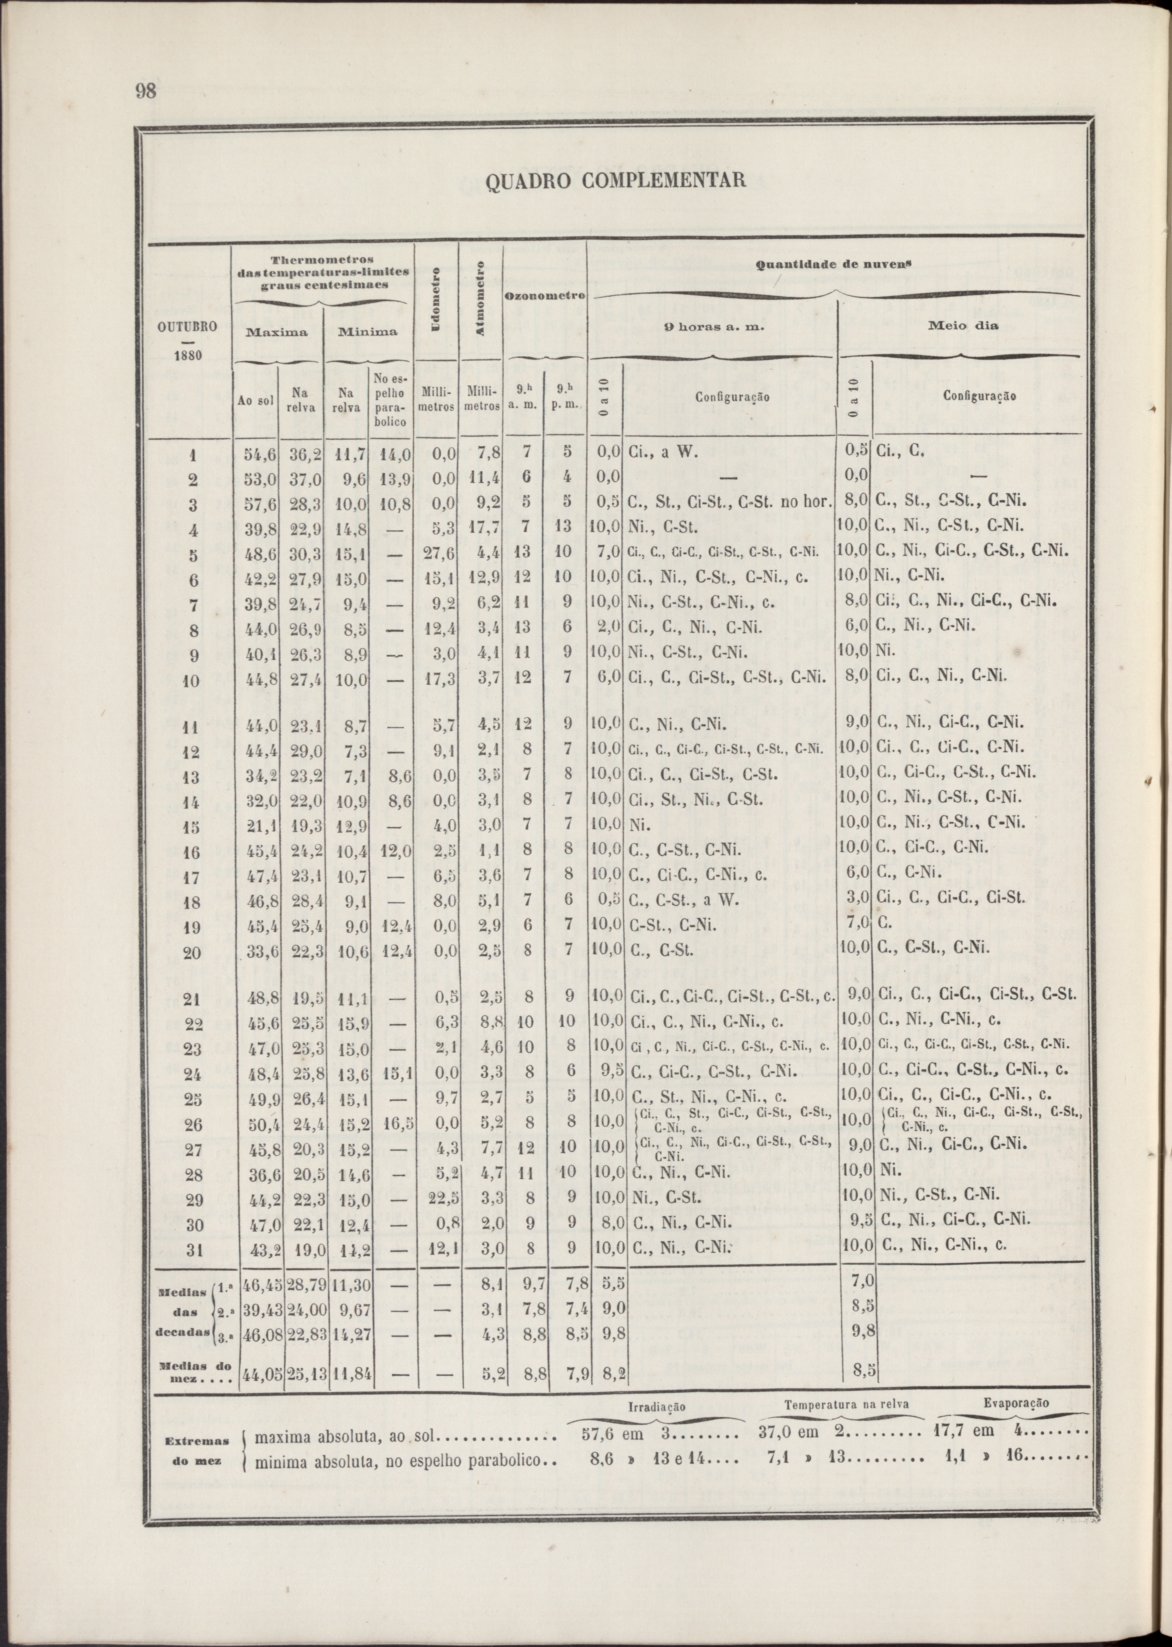 98
QUADRO COMPLEMENTAR
OUTUBRO
—
1880
Thermometros
das temperaturas-limites
graus centesimaes
Udometro
Atmometro
Ozonometro
Quantidade de nuvens
Maxima
Minima
9 horas a. m.
Meio dia
Ao sol
Na relva
Na relva
No espelho parabolico
Millimetros
Millimetros
9.h a. m.
9.h p. m.
0 a 10
Configuração
0 a 10
Configuração
1 54,6 36,2 11,7 14,0 0,0 7,8 7 5 0,0 Ci., a W. 0,5 Ci., C.
2 53,0 37,0 9,6 13,9 0,0 11,4 6 4 0,0 — 0,0 —
3 57,6 28,3 10,0 10,8 0,0 9,2 5 5 0,5 C., St., Ci-St., C-St. no hor. 8,0 C., St., C-St., C-Ni.
4 39,8 22,9 14,8 — 5,3 17,7 7 13 10,0 Ni., C-St. 10,0 C., Ni., C-St., C-Ni.
5 48,6 30,3 15,1 — 27,6 4,4 13 10 7,0 Ci., C., Ci-C., Ci-St., C-St., C-Ni. 10,0 C., Ni., Ci-C., C-St., C-Ni.
6 42,2 27,9 15,0 — 15,1 12,9 12 10 10,0 Ci., Ni., C-St., C-Ni., c. 10,0 Ni., C-Ni.
7 39,8 24,7 9,4 — 9,2 6,2 11 9 10,0 Ni., C-St., C-Ni., c. 8,0 Ci., C., Ni., Ci-C., C-Ni.
8 44,0 26,9 8,5 — 12,4 3,4 13 6 2,0 Ci., C., Ni., C-Ni. 6,0 C., Ni., C-Ni.
9 40,1 26,3 8,9 — 3,0 4,1 11 9 10,0 Ni., C-St., C-Ni. 10,0 Ni.
10 44,8 27,4 10,0 — 17,3 3,7 12 7 6,0 Ci., C., Ci-St., C-St., C-Ni. 8,0 Ci., C., Ni., C-Ni.
11 44,0 23,1 8,7 — 5,7 4,5 12 9 10,0 C., Ni., C-Ni. 9,0 C., Ni., Ci-C., C-Ni.
12 44,4 29,0 7,3 — 9,1 2,1 8 7 10,0 Ci., C., Ci-C., Ci-St., C-St., C-Ni. 10,0 Ci., C., Ci-C., C-Ni.
13 34,2 23,2 7,1 8,6 0,0 3,5 7 8 10,0 Ci., C., Ci-St., C-St. 10,0 C., Ci-C., C-St., C-Ni.
14 32,0 22,0 10,9 8,6 0,0 3,1 8 7 10,0 Ci., St., Ni., C-St. 10,0 C., Ni., C-St., C-Ni.
15 21,1 19,3 12,9 — 4,0 3,0 7 7 10,0 Ni. 10,0 C., Ni., C-St., C-Ni.
16 45,4 24,2 10,4 12,0 2,5 1,1 8 8 10,0 C., C-St., C-Ni. 10,0 C., Ci-C., C-Ni.
17 47,4 23,1 10,7 — 6,5 3,6 7 8 10,0 C., Ci-C., C-Ni., c. 6,0 C., C-Ni.
18 46,8 28,4 9,1 — 8,0 5,1 7 6 0,5 C., C-St., a W. 3,0 Ci., C., Ci-C., Ci-St.
19 45,4 25,4 9,0 12,4 0,0 2,9 6 7 10,0 C-St., C-Ni. 7,0 C.
20 33,6 22,3 10,6 12,4 0,0 2,5 8 7 10,0 C., C-St. 10,0 C., C-St., C-Ni.
21 48,8 19,5 11,1 — 0,5 2,5 8 9 10,0 Ci., C., Ci-C., Ci-St., C-St., c. 9,0 Ci., C., Ci-C., Ci-St., C-St.
22 45,6 25,5 15,9 — 6,3 8,8 10 10 10,0 Ci., C., Ni., C-Ni., c. 10,0 C., Ni., C-Ni., c.
23 47,0 25,3 15,0 — 2,1 4,6 10 8 10,0 Ci., C., Ni., Ci-C., C-St., C-Ni., c. 10,0 Ci., C., Ci-C., Ci-St., C-St., C-Ni.
24 48,4 25,8 13,6 15,1 0,0 3,3 8 6 9,5 C., Ci-C., C-St., C-Ni. 10,0 C., Ci-C., C-St., C-Ni., c.
25 49,9 26,4 15,1 — 9,7 2,7 5 5 10,0 C., St., Ni., C-Ni., c. 10,0 Ci., C., Ci-C., C-Ni., c.
26 50,4 24,4 15,2 16,5 0,0 5,2 8 8 10,0 Ci., C., St., Ci-C., Ci-St., C-St., C-Ni., c. 10,0 Ci., C., Ni., Ci-C., Ci-St., C-St., C-Ni., c.
27 45,8 20,3 15,2 — 4,3 7,7 12 10 10,0 Ci., C., Ni., Ci-C., Ci-St., C-St., C-Ni. 9,0 C., Ni., Ci-C., C-Ni.
28 36,6 20,5 14,6 — 5,2 4,7 11 10 10,0 C., Ni., C-Ni. 10,0 Ni.
29 44,2 22,3 15,0 — 22,5 3,3 8 9 10,0 Ni., C-St. 10,0 Ni., C-St., C-Ni.
30 47,0 22,1 12,4 — 0,8 2,0 9 9 8,0 C., Ni., C-Ni. 9,5 C., Ni., Ci-C., C-Ni.
31 43,2 19,0 14,2 — 12,1 3,0 8 9 10,0 C., Ni., C-Ni. 10,0 C., Ni., C-Ni., c.
Medias das decadas
1.ª 46,45 28,79 11,30 — — 8,1 9,7 7,8 5,5 7,0
2.ª 39,43 24,00 9,67 — — 3,1 7,8 7,4 9,0 8,5
3.ª 46,08 22,83 14,27 — — 4,3 8,8 8,5 9,8 9,8
Medias do mez.... 44,05 25,13 11,84 — — 5,2 8,8 7,9 8,2 8,5
Irradiação Temperatura na relva Evaporação
Extremas do mez
maxima absoluta, ao sol.............. 57,6 em 3........ 37,0 em 2......... 17,7 em 4........
minima absoluta, no espelho parabolico.. 8,6 » 13 e 14.... 7,1 » 13......... 1,1 » 16........